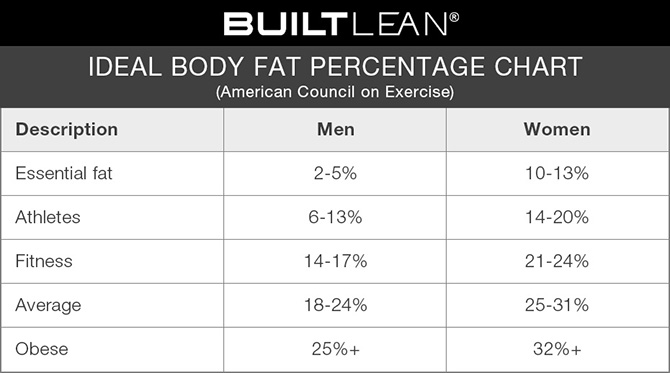 BUILTLEAN®
IDEAL BODY FAT PERCENTAGE CHART
(American Council on Exercise)
Description Men Women
Essential fat 2-5% 10-13%
Athletes 6-13% 14-20%
Fitness 14-17% 21-24%
Average 18-24% 25-31%
Obese 25%+ 32%+